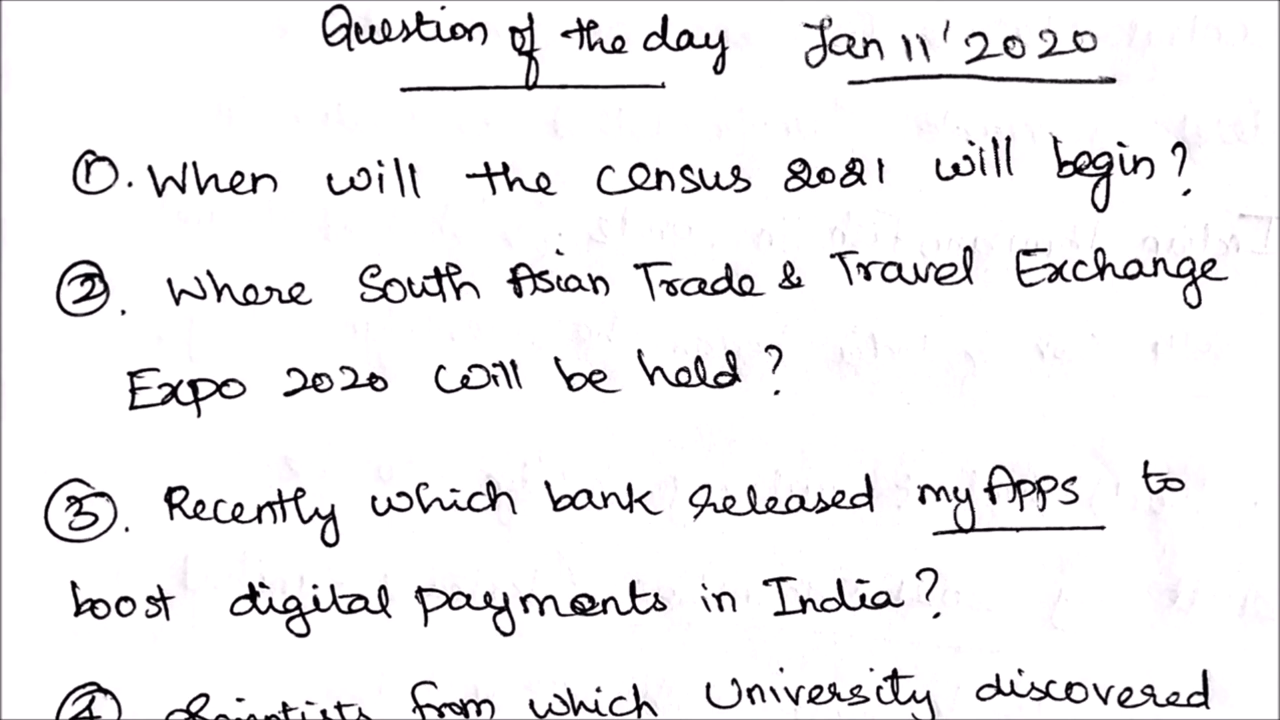 Question of the day Jan 11' 2020
①. When will the census 2021 will begin?
②. Where South Asian Trade & Travel Exchange
Expo 2020 will be held?
③. Recently which bank released myApps to
boost digital payments in India?
④ Scientists from which University discovered